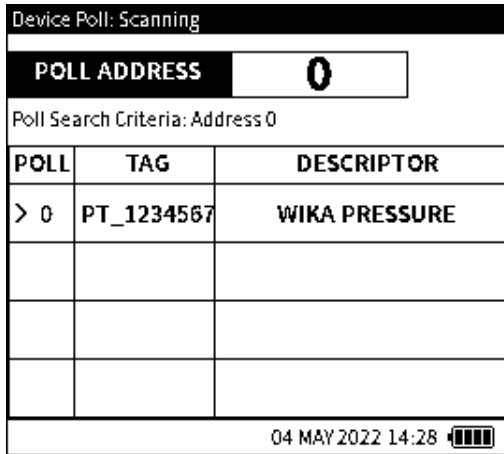 Device Poll: Scanning
POLL ADDRESS 0
Poll Search Criteria: Address 0
POLL TAG DESCRIPTOR
> 0 PT_1234567 WIKA PRESSURE
04 MAY 2022 14:28